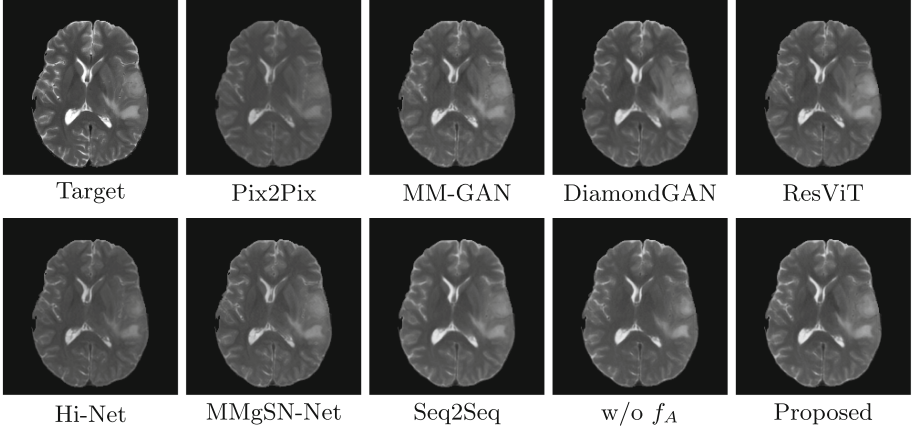 Target Pix2Pix MM-GAN DiamondGAN ResViT
Hi-Net MMgSN-Net Seq2Seq w/o f_A Proposed